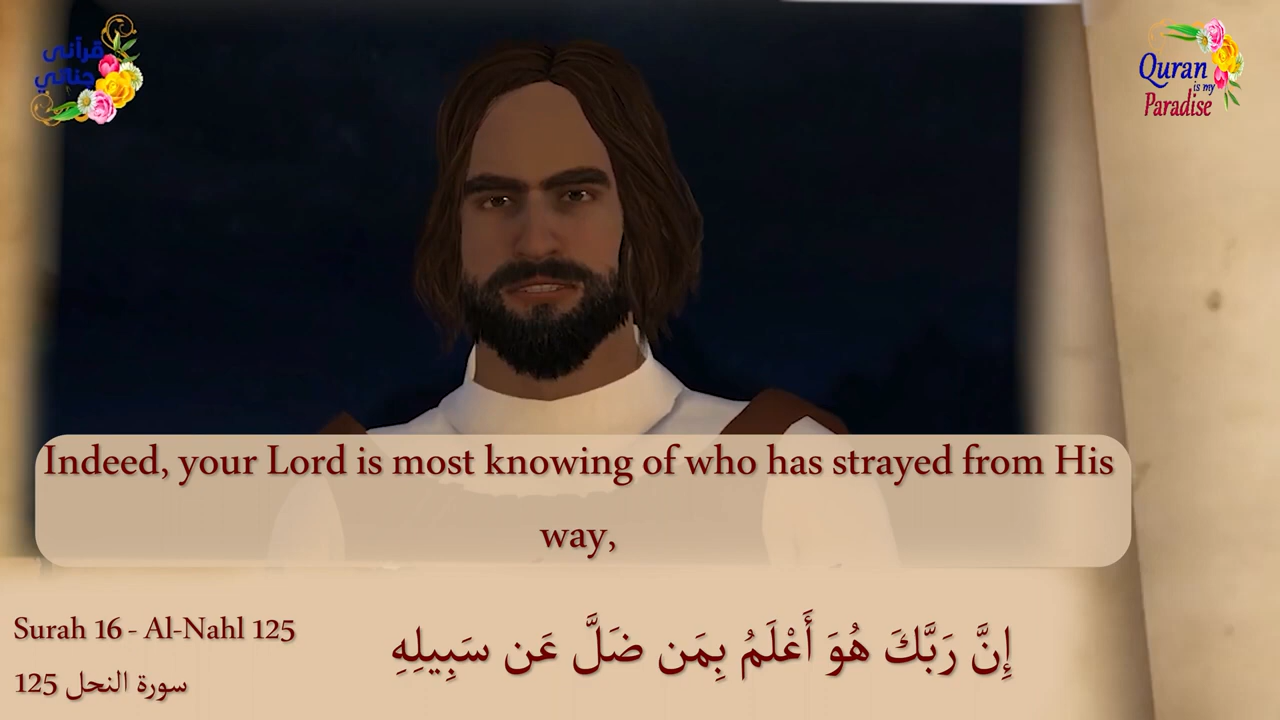 قرآنی
جناتي
Quran
is my
Paradise
Indeed, your Lord is most knowing of who has strayed from His
way,
Surah 16 - Al-Nahl 125
إِنَّ رَبَّكَ هُوَ أَعْلَمُ بِمَن ضَلَّ عَن سَبِيلِهِ
سورة النحل 125